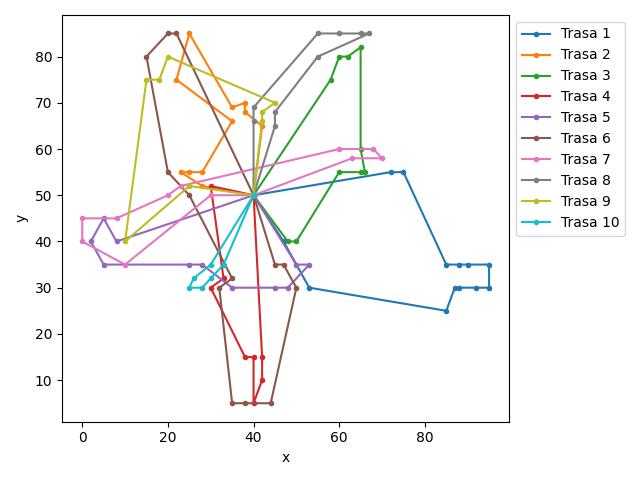 80
70
60
50
40
30
20
10
y
0
20
40
60
80
x
Trasa 1
Trasa 2
Trasa 3
Trasa 4
Trasa 5
Trasa 6
Trasa 7
Trasa 8
Trasa 9
Trasa 10